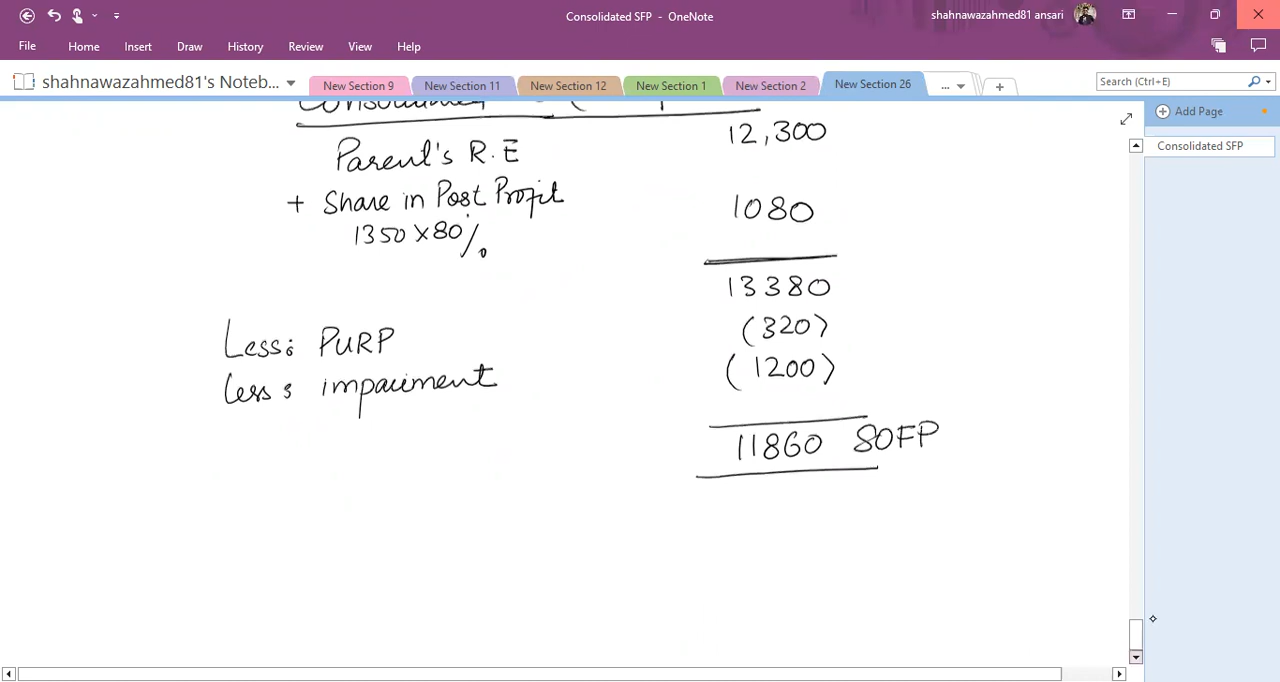 Consolidated SFP - OneNote
shahnawazahmed81 ansari
File Home Insert Draw History Review View Help
shahnawazahmed81's Noteb... New Section 9 New Section 11 New Section 12 New Section 1 New Section 2 New Section 26 ... + Search (Ctrl+E)
Add Page
Consolidated SFP
Parent's R.E 12,300
+ Share in Post Profit 1080
1350 x 80%
13380
Less: PURP (320)
less: impairment (1200)
11860 SOFP